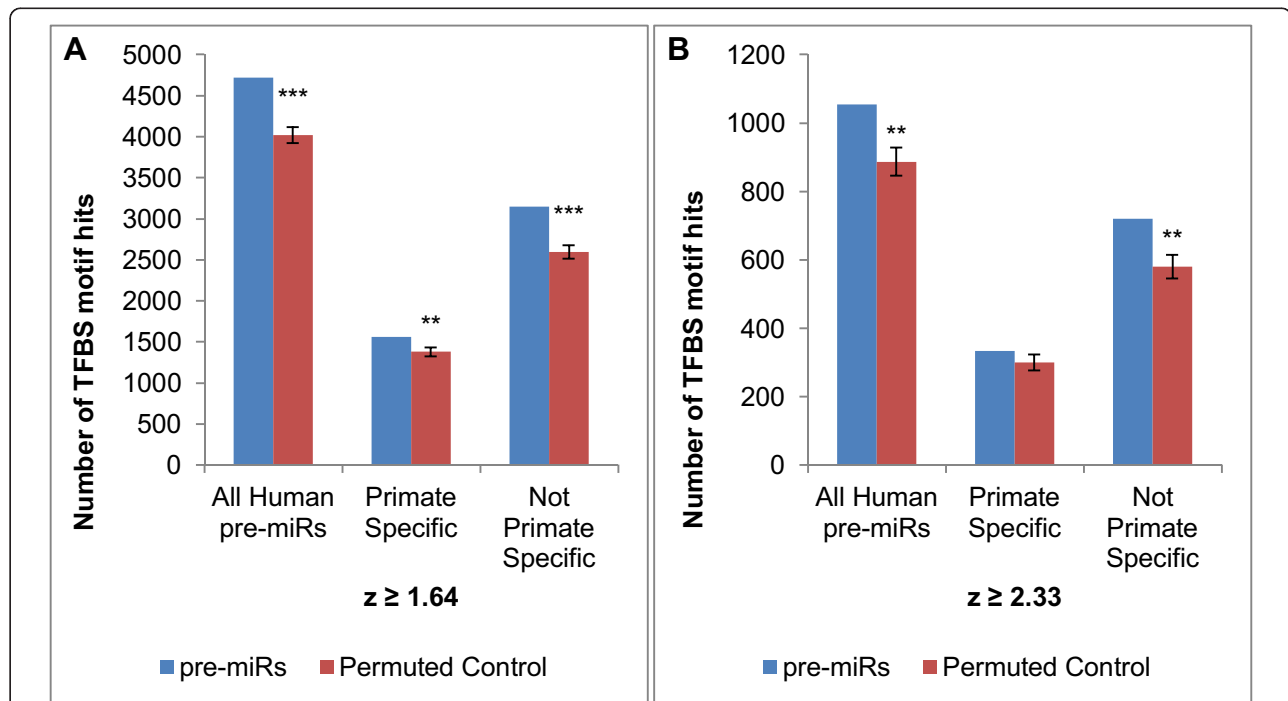 A
Number of TFBS motif hits
5000
4500
4000
3500
3000
2500
2000
1500
1000
500
0
***
**
***
All Human
pre-miRs
Primate
Specific
Not
Primate
Specific
z ≥ 1.64
pre-miRs
Permuted Control
B
Number of TFBS motif hits
1200
1000
800
600
400
200
0
**
**
All Human
pre-miRs
Primate
Specific
Not
Primate
Specific
z ≥ 2.33
pre-miRs
Permuted Control